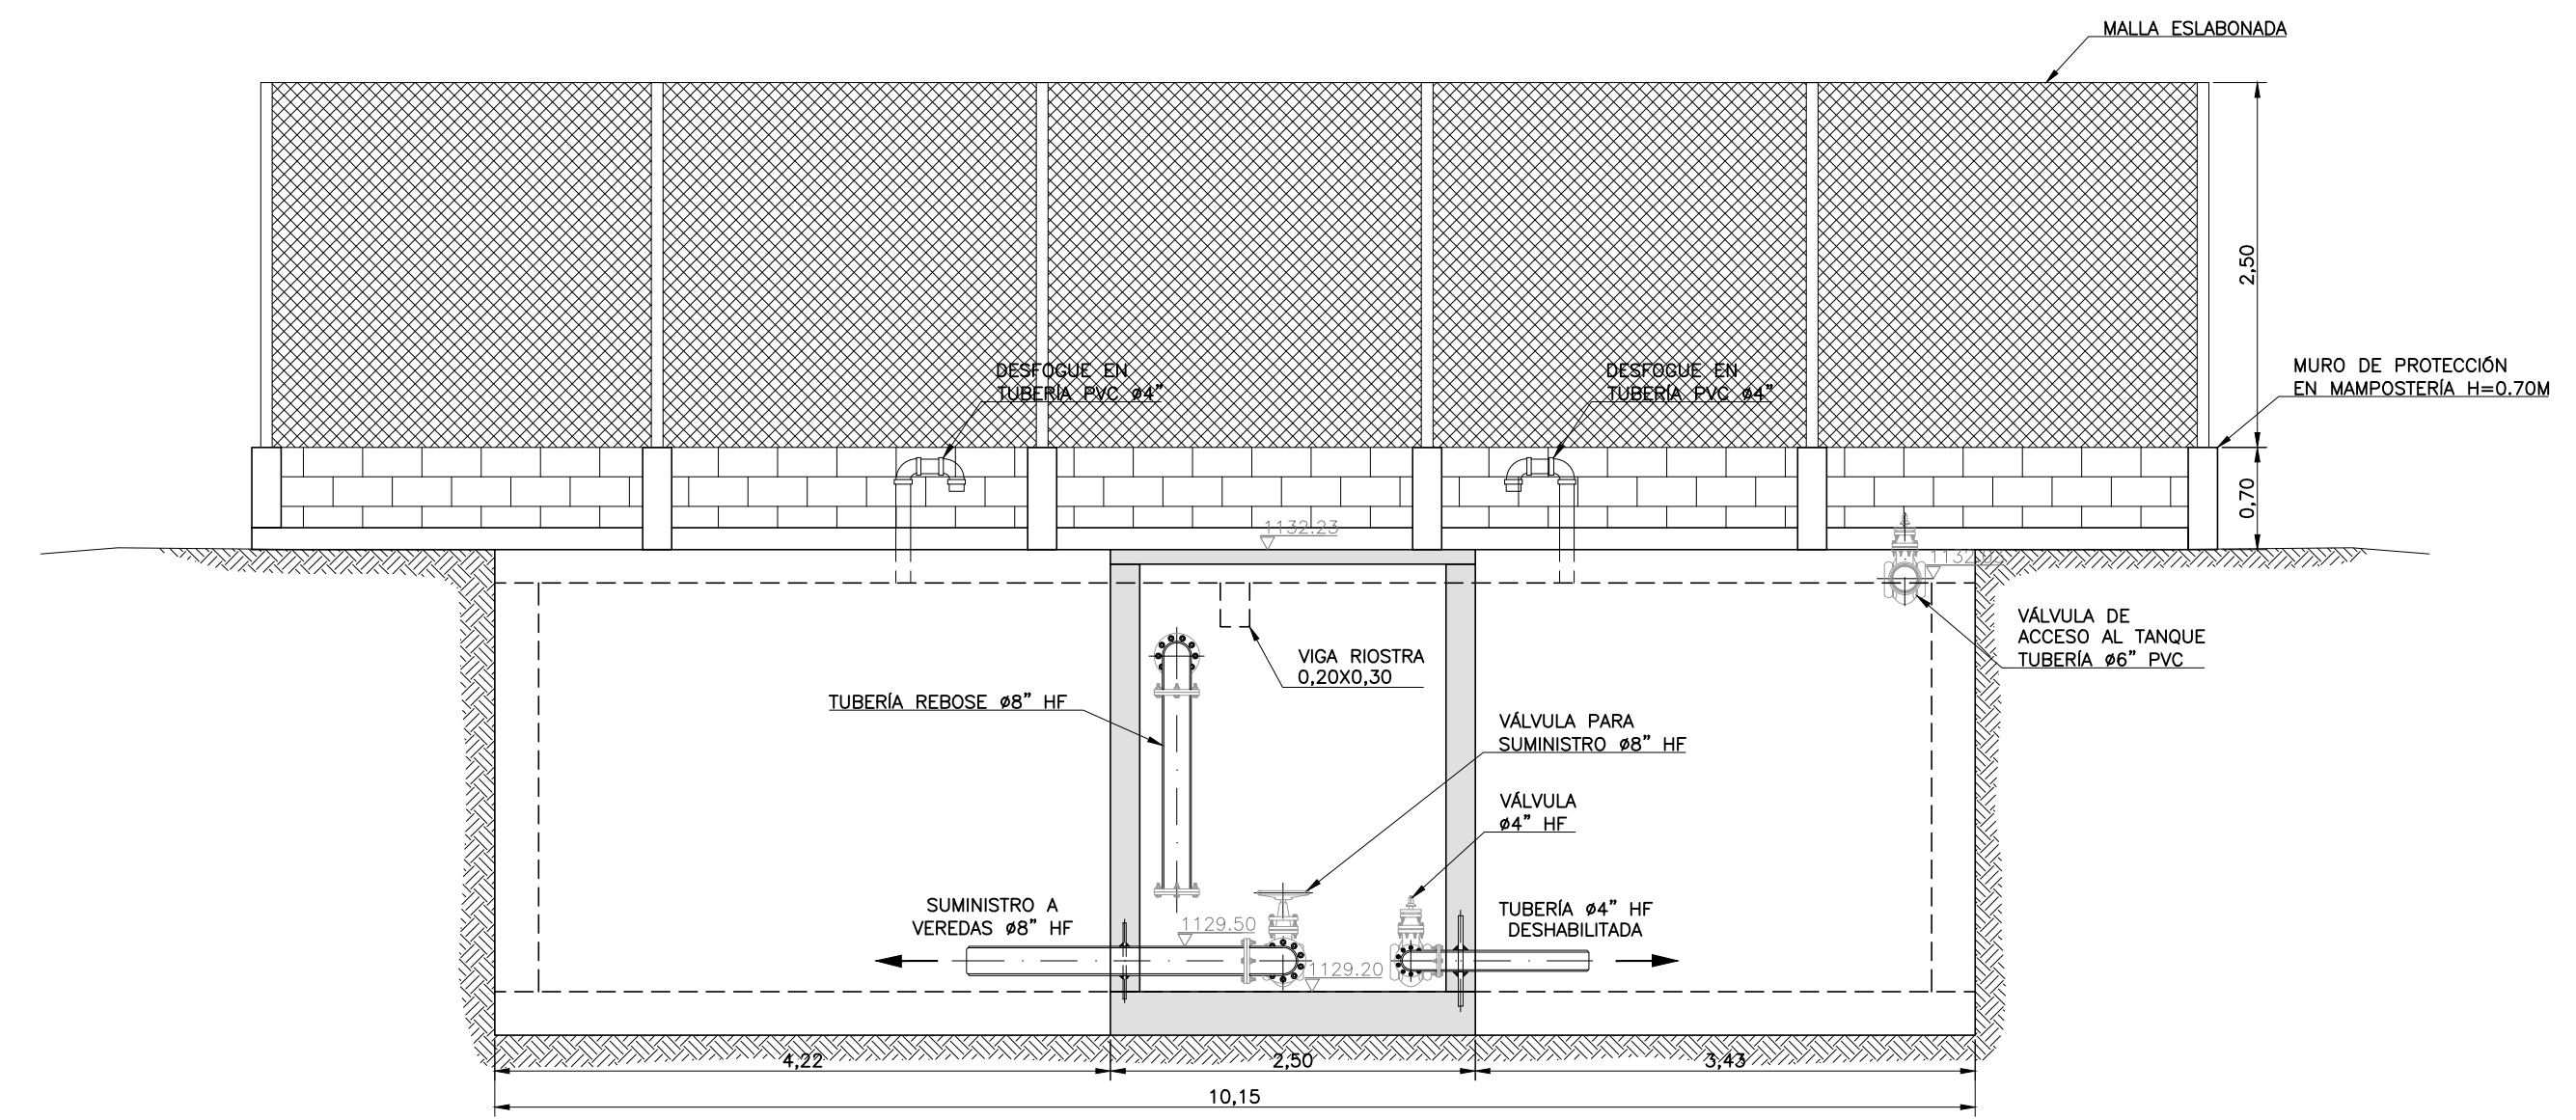 MALLA ESLABONADA
2,50
DESFOGUE EN
TUBERÍA PVC ø4"
DESFOGUE EN
TUBERÍA PVC ø4"
MURO DE PROTECCIÓN
EN MAMPOSTERÍA H=0.70M
0,70
1132.23
VÁLVULA DE
ACCESO AL TANQUE
TUBERÍA ø6" PVC
VIGA RIOSTRA
0,20X0,30
TUBERÍA REBOSE ø8" HF
VÁLVULA PARA
SUMINISTRO ø8" HF
VÁLVULA
ø4" HF
SUMINISTRO A
VEREDAS ø8" HF
1129.50
TUBERÍA ø4" HF
DESHABILITADA
1129.20
4,22
2,50
3,43
10,15